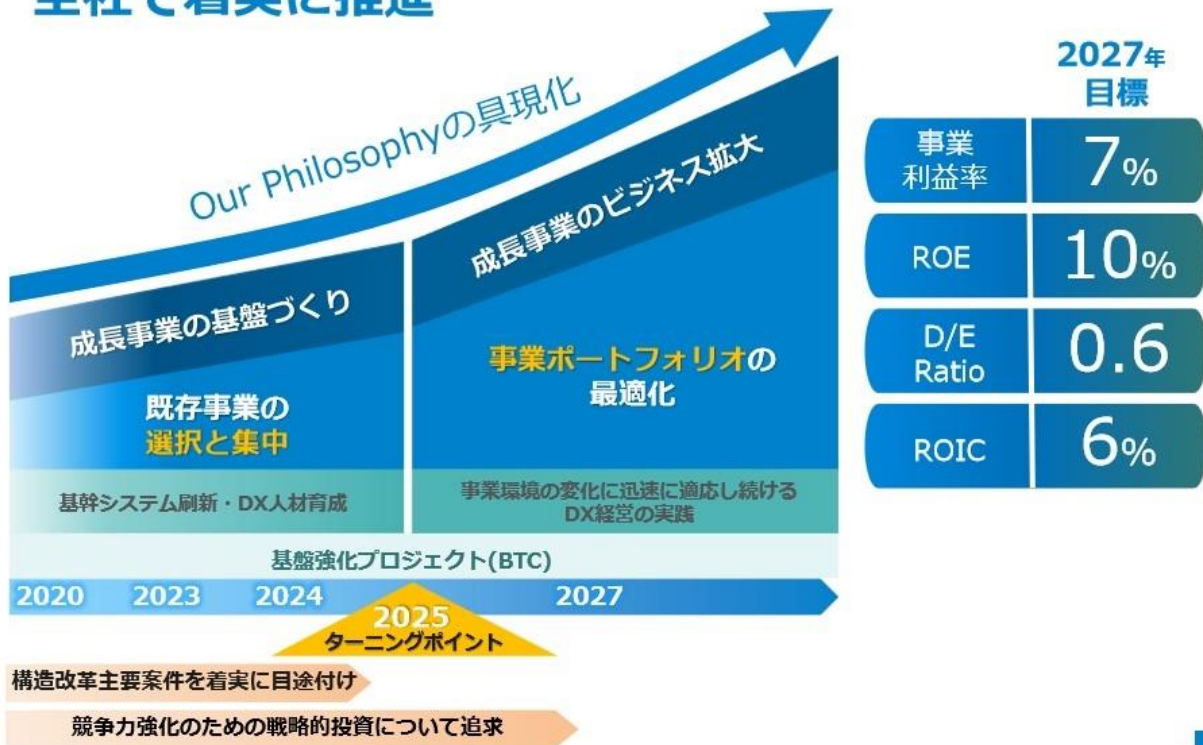 全社で着実に推進
Our Philosophyの具現化
成長事業の基盤づくり
既存事業の
選択と集中
成長事業のビジネス拡大
事業ポートフォリオの
最適化
基幹システム刷新・DX人材育成
事業環境の変化に迅速に適応し続ける
DX経営の実践
基盤強化プロジェクト(BTC)
2020 2023 2024 2027
2025
ターニングポイント
構造改革主要案件を着実に目途付け
競争力強化のための戦略的投資について追求
2027年
目標
事業
利益率
7%
ROE
10%
D/E
Ratio
0.6
ROIC
6%